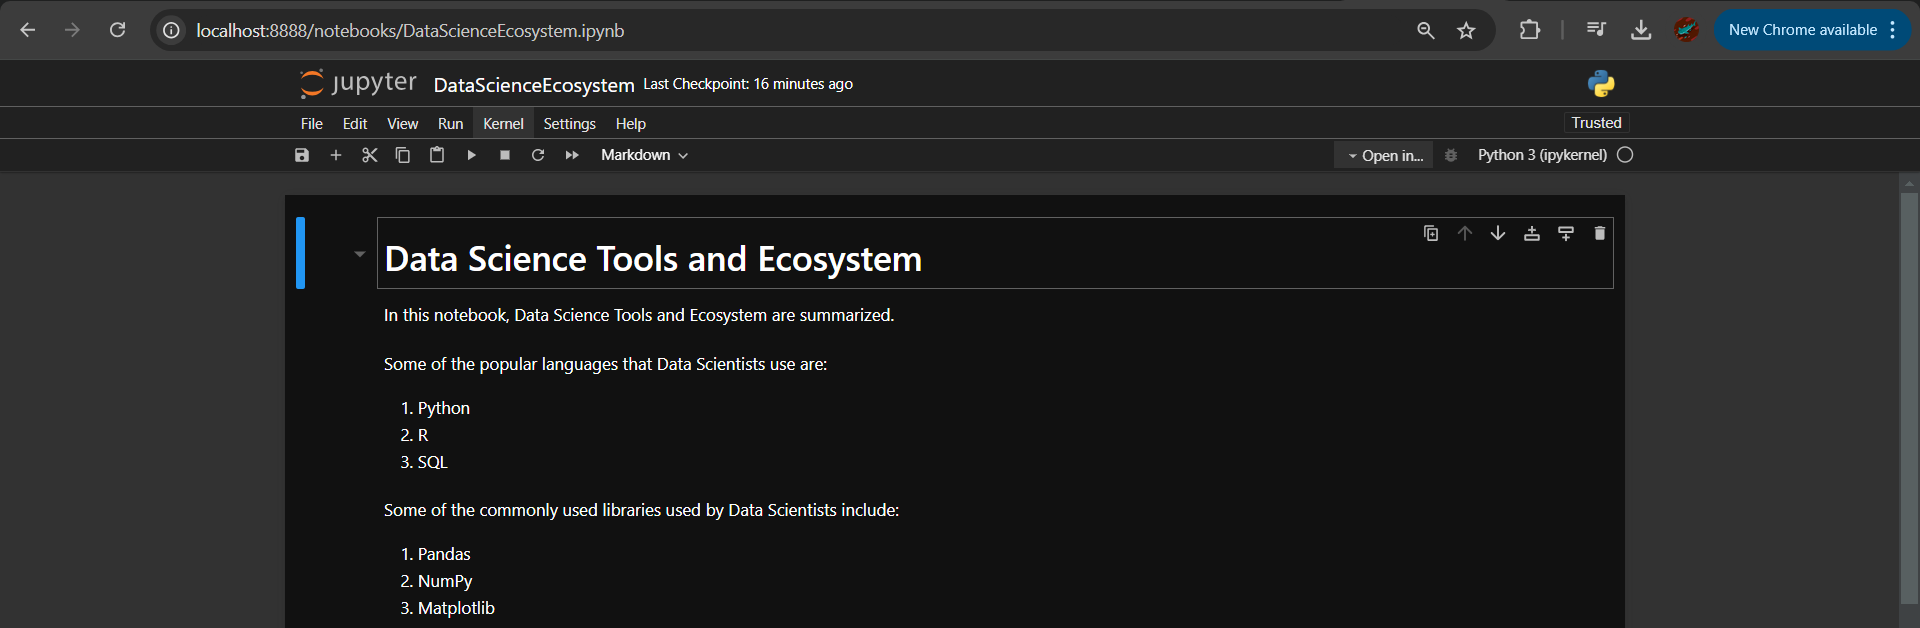 localhost:8888/notebooks/DataScienceEcosystem.ipynb
New Chrome available
jupyter DataScienceEcosystem Last Checkpoint: 16 minutes ago
File Edit View Run Kernel Settings Help
Trusted
Markdown
Open in...
Python 3 (ipykernel)
Data Science Tools and Ecosystem
In this notebook, Data Science Tools and Ecosystem are summarized.
Some of the popular languages that Data Scientists use are:
1. Python
2. R
3. SQL
Some of the commonly used libraries used by Data Scientists include:
1. Pandas
2. NumPy
3. Matplotlib